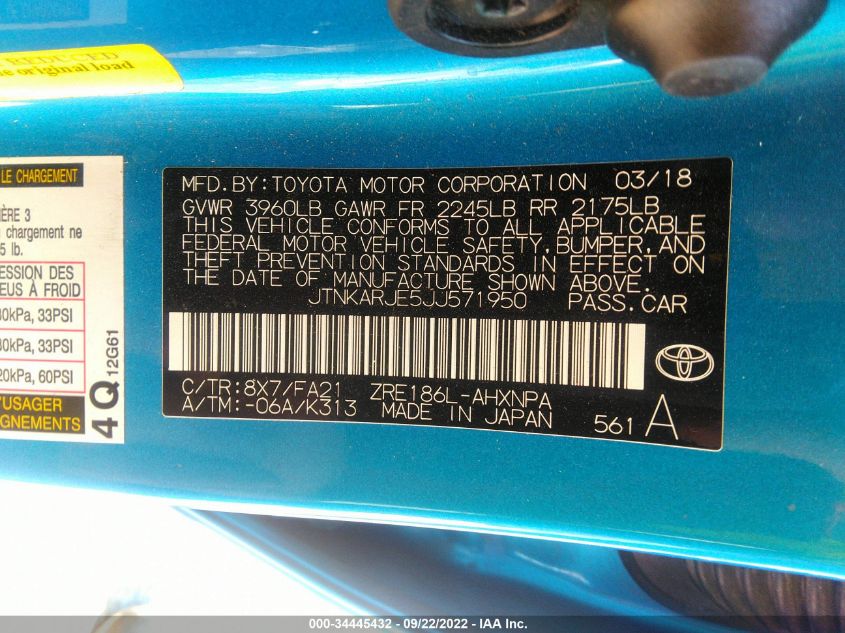 REDUCED
e original load
LE CHARGEMENT
IÈRE 3
chargement ne
5 lb.
ESSION DES
EUS À FROID
30kPa, 33PSI
30kPa, 33PSI
20kPa, 60PSI
'USAGER
GNEMENTS
4Q 12G61
MFD. BY: TOYOTA MOTOR CORPORATION 03/18
GVWR 3960LB GAWR FR 2245LB RR 2175LB
THIS VEHICLE CONFORMS TO ALL APPLICABLE
FEDERAL MOTOR VEHICLE SAFETY, BUMPER, AND
THEFT PREVENTION STANDARDS IN EFFECT ON
THE DATE OF MANUFACTURE SHOWN ABOVE.
JTNKARJE5JJ571950 PASS. CAR
C/TR: 8X7/FA21 ZRE186L-AHXNPA
A/TM: -06A/K313 MADE IN JAPAN 561 A
000-34445432 - 09/22/2022 - IAA Inc.